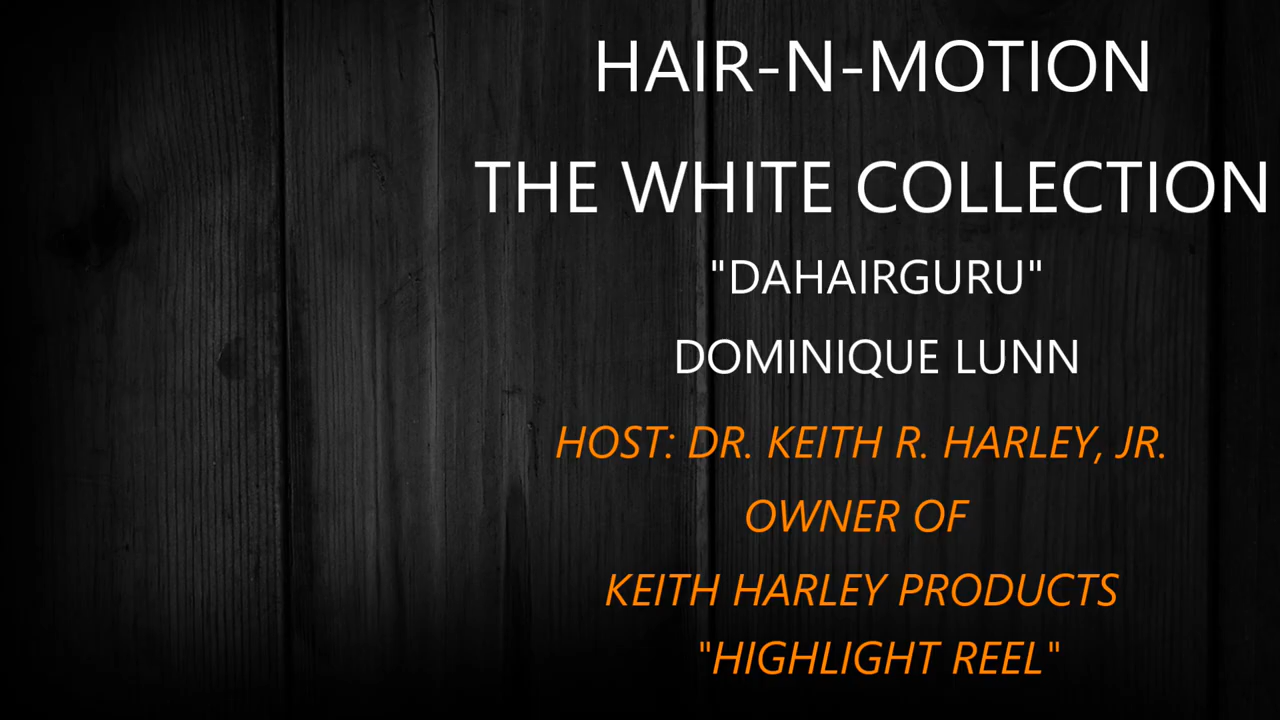 HAIR-N-MOTION
THE WHITE COLLECTION
"DAHAIRGURU"
DOMINIQUE LUNN
HOST: DR. KEITH R. HARLEY, JR.
OWNER OF
KEITH HARLEY PRODUCTS
"HIGHLIGHT REEL"